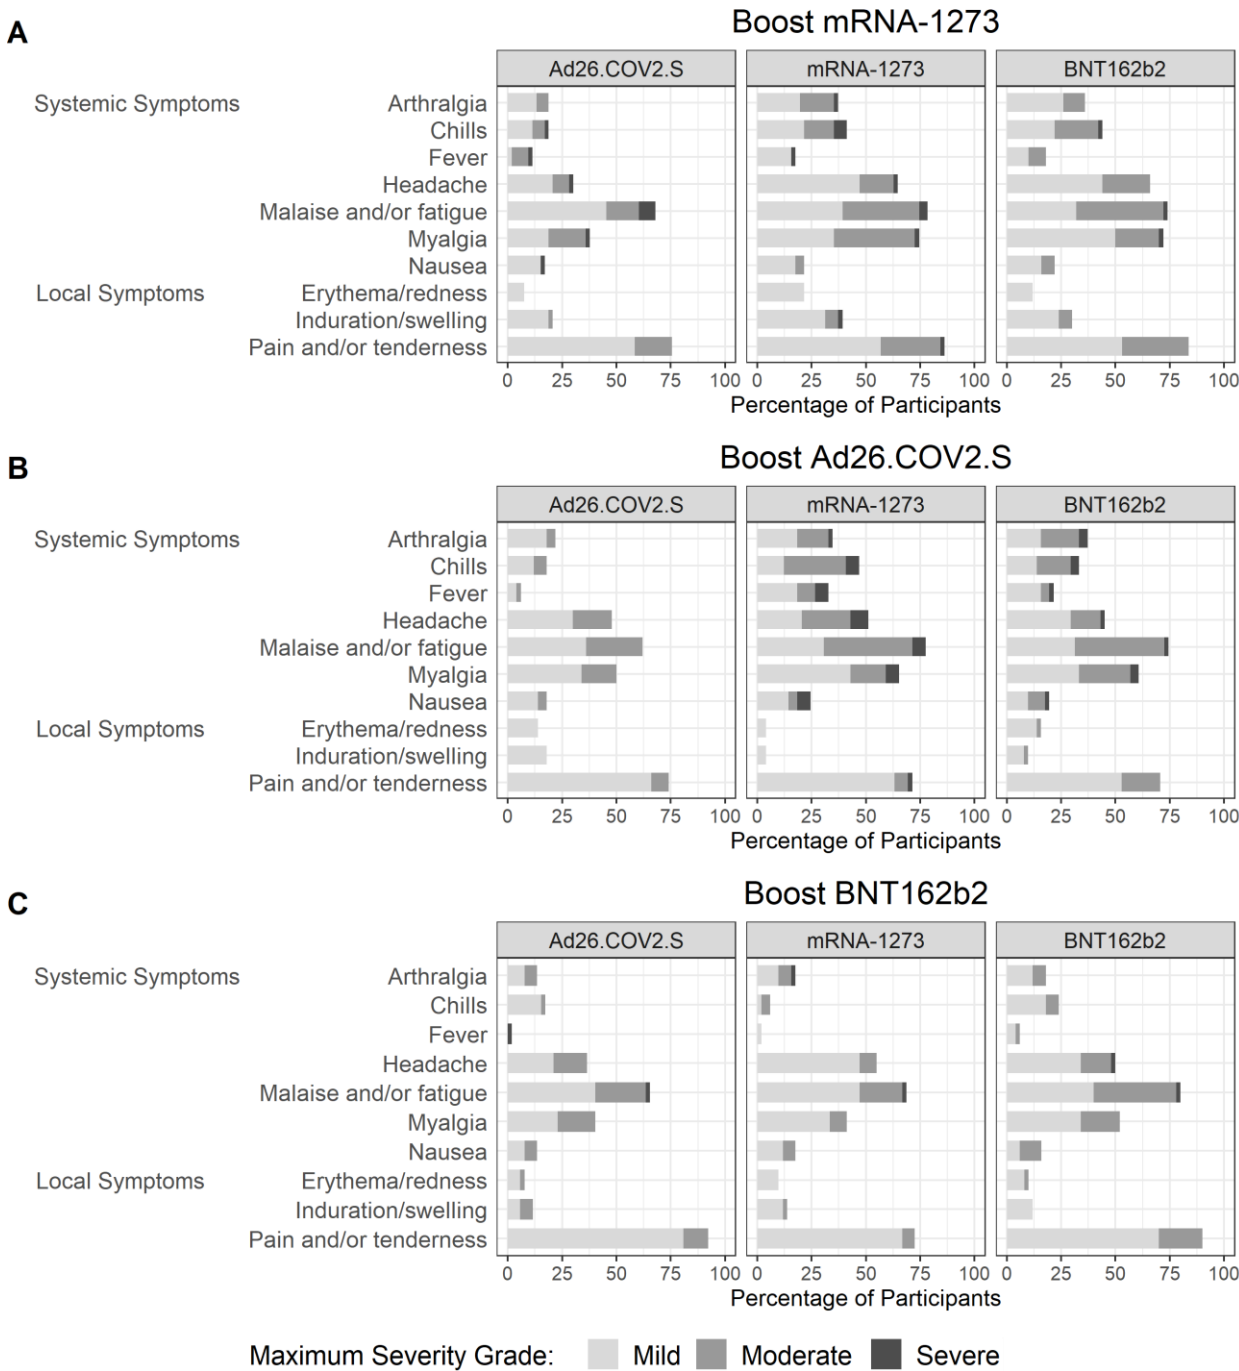 A
Boost mRNA-1273
Ad26.COV2.S mRNA-1273 BNT162b2
Systemic Symptoms Arthralgia
Chills
Fever
Headache
Malaise and/or fatigue
Myalgia
Nausea
Local Symptoms Erythema/redness
Induration/swelling
Pain and/or tenderness
0 25 50 75 100 0 25 50 75 100 0 25 50 75 100
Percentage of Participants
B
Boost Ad26.COV2.S
Ad26.COV2.S mRNA-1273 BNT162b2
Systemic Symptoms Arthralgia
Chills
Fever
Headache
Malaise and/or fatigue
Myalgia
Nausea
Local Symptoms Erythema/redness
Induration/swelling
Pain and/or tenderness
0 25 50 75 100 0 25 50 75 100 0 25 50 75 100
Percentage of Participants
C
Boost BNT162b2
Ad26.COV2.S mRNA-1273 BNT162b2
Systemic Symptoms Arthralgia
Chills
Fever
Headache
Malaise and/or fatigue
Myalgia
Nausea
Local Symptoms Erythema/redness
Induration/swelling
Pain and/or tenderness
0 25 50 75 100 0 25 50 75 100 0 25 50 75 100
Percentage of Participants
Maximum Severity Grade: Mild Moderate Severe